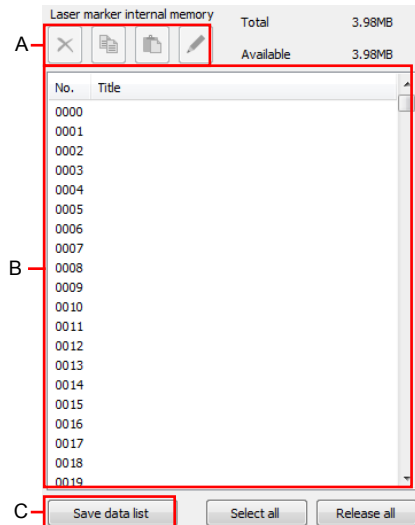 Laser marker internal memory
Total 3.98MB
A
Available 3.98MB
No. Title
0000
0001
0002
0003
0004
0005
0006
0007
B 0008
0009
0010
0011
0012
0013
0014
0015
0016
0017
0018
0019
C Save data list Select all Release all